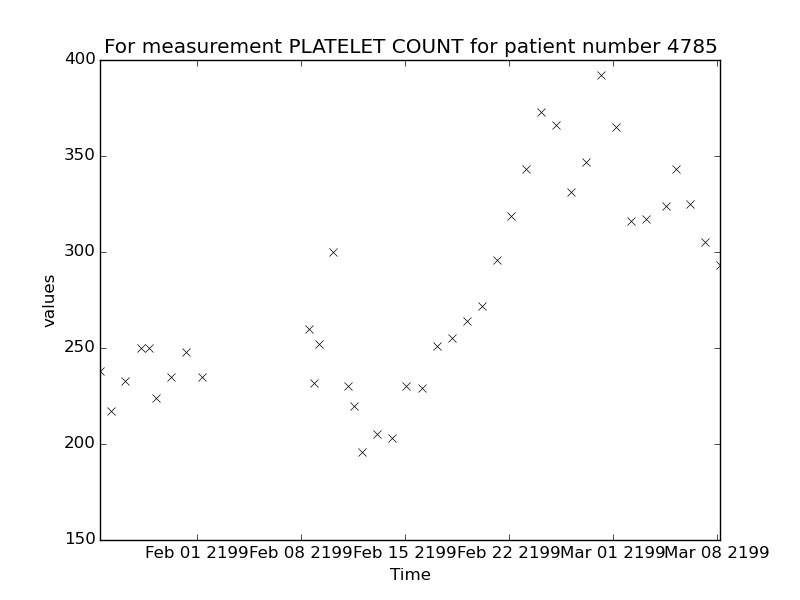 For measurement PLATELET COUNT for patient number 4785
400
350
300
250
200
150
values
Feb 01 2199 Feb 08 2199 Feb 15 2199 Feb 22 2199 Mar 01 2199 Mar 08 2199
Time